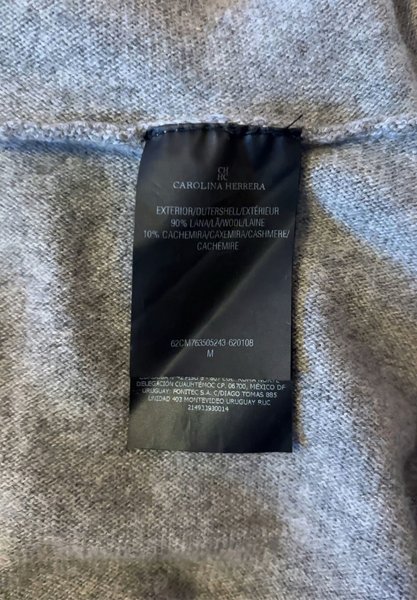 CH
HC
CAROLINA HERRERA
EXTERIOR/OUTERSHELL/EXTÉRIEUR
90% LANA/LÃ/WOOL/LAINE
10% CACHEMIRA/CAXEMIRA/CASHMERE/
CACHEMIRE
62CM763505243-620108
M
DELEGACIÓN CUAUHTÉMOC CP. 06700, MÉXICO DF
URUGUAY: FONITEC S.A. C/DIAGO TOMAS 885
UNIDAD 403 MONTEVIDEO URUGUAY RUC
214931930014